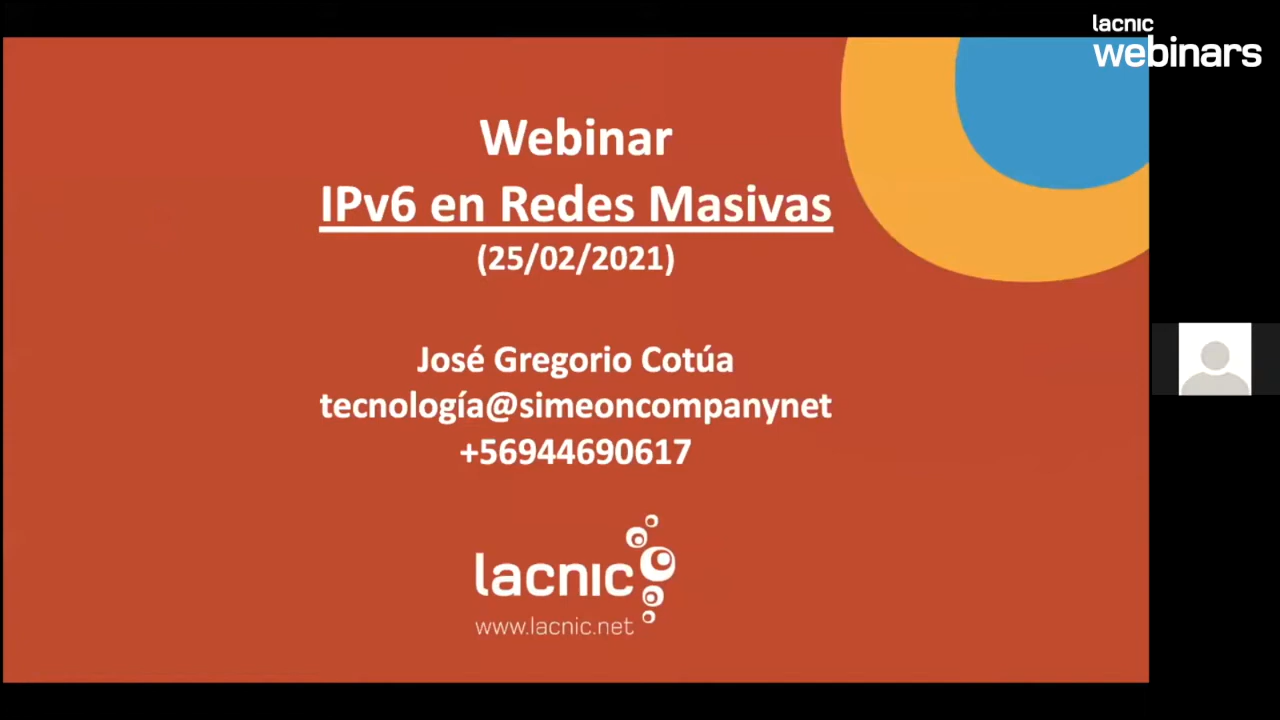 lacnic
webinars
Webinar
IPv6 en Redes Masivas
(25/02/2021)
José Gregorio Cotúa
tecnología@simeoncompanynet
+56944690617
lacnic
www.lacnic.net